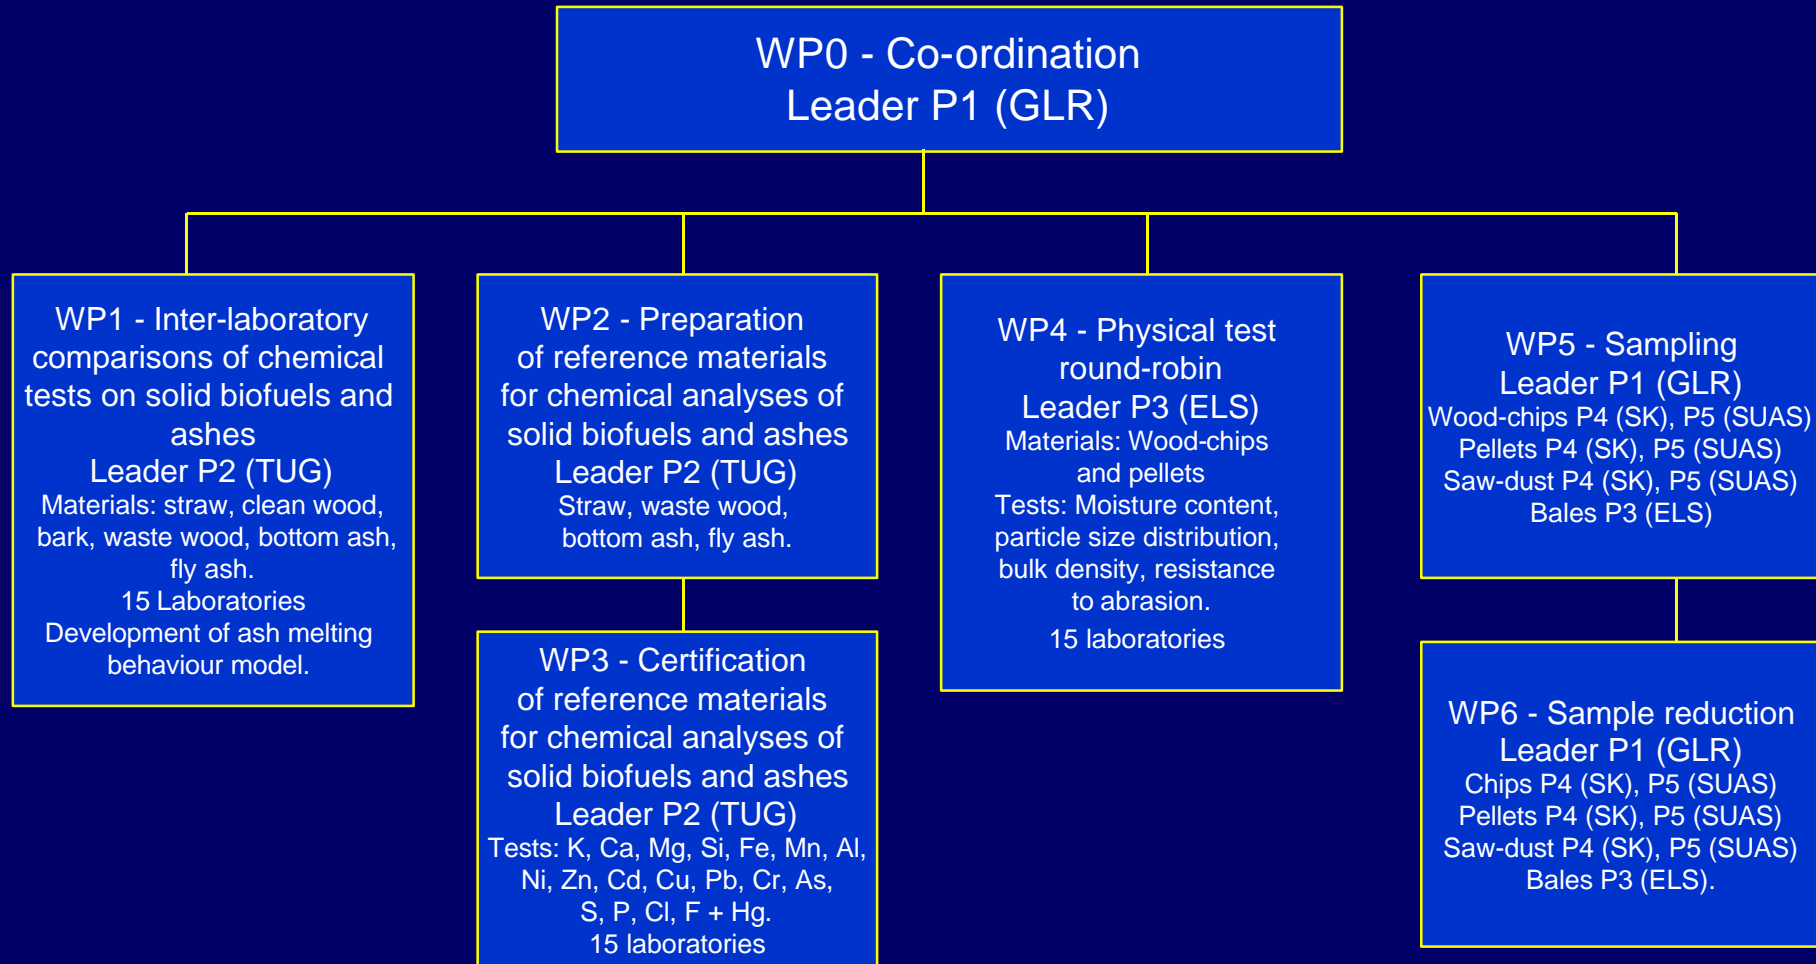 WP0 - Co-ordination
Leader P1 (GLR)
WP1 - Inter-laboratory
comparisons of chemical
tests on solid biofuels and
ashes
Leader P2 (TUG)
Materials: straw, clean wood,
bark, waste wood, bottom ash,
fly ash.
15 Laboratories
Development of ash melting
behaviour model.
WP2 - Preparation
of reference materials
for chemical analyses of
solid biofuels and ashes
Leader P2 (TUG)
Straw, waste wood,
bottom ash, fly ash.
WP3 - Certification
of reference materials
for chemical analyses of
solid biofuels and ashes
Leader P2 (TUG)
Tests: K, Ca, Mg, Si, Fe, Mn, Al,
Ni, Zn, Cd, Cu, Pb, Cr, As,
S, P, Cl, F + Hg.
15 laboratories
WP4 - Physical test
round-robin
Leader P3 (ELS)
Materials: Wood-chips
and pellets
Tests: Moisture content,
particle size distribution,
bulk density, resistance
to abrasion.
15 laboratories
WP5 - Sampling
Leader P1 (GLR)
Wood-chips P4 (SK), P5 (SUAS)
Pellets P4 (SK), P5 (SUAS)
Saw-dust P4 (SK), P5 (SUAS)
Bales P3 (ELS)
WP6 - Sample reduction
Leader P1 (GLR)
Chips P4 (SK), P5 (SUAS)
Pellets P4 (SK), P5 (SUAS)
Saw-dust P4 (SK), P5 (SUAS)
Bales P3 (ELS).